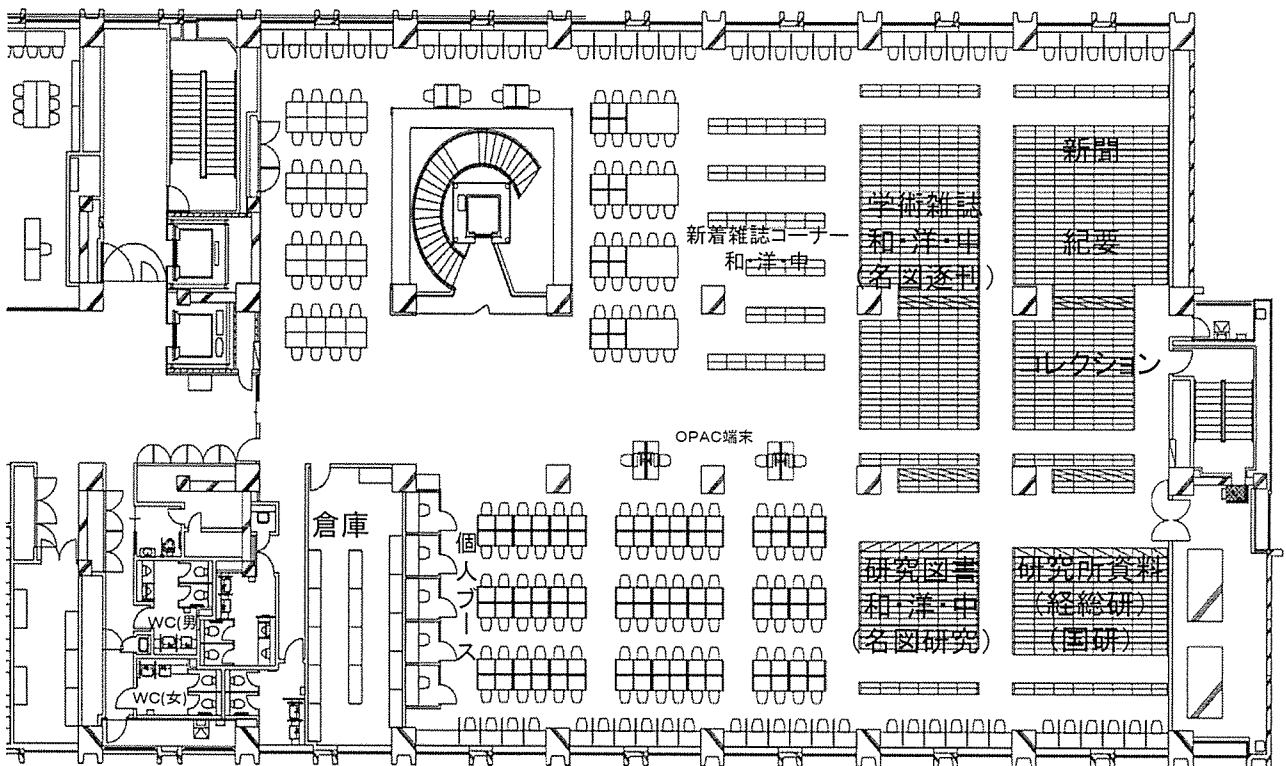 新聞
学術雑誌
和・洋・中
(名図逐刊)
紀要
新着雑誌コーナー
和・洋・中
コレクション
OPAC端末
倉庫
個人ブース
研究図書
和・洋・中
(名図研究)
研究所資料
(経総研)
(国研)
WC(男)
WC(女)